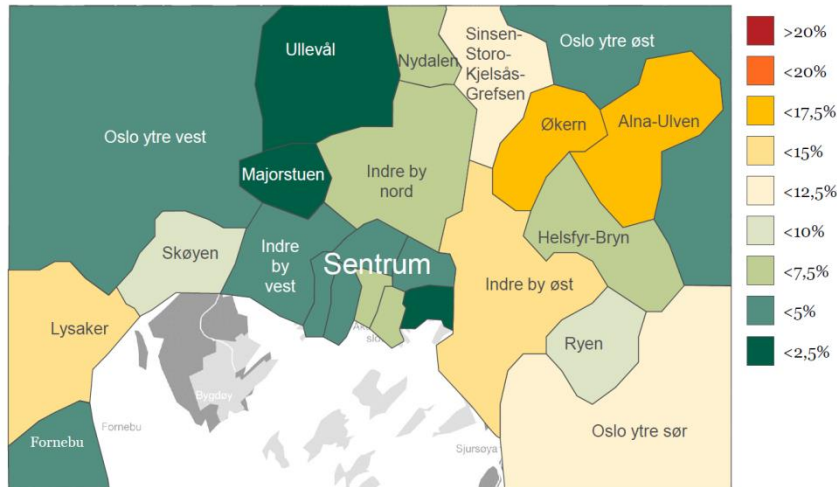 Ullevål
Nydalen
Sinsen-
Storo-
Kjelsås-
Grefsen
Oslo ytre øst
Oslo ytre vest
Økern
Alna-Ulven
Majorstuen
Indre by
nord
Skøyen
Indre
by
vest
Sentrum
Helsfyr-Bryn
Indre by øst
Lysaker
Ryen
Bygdøy
Fornebu
Fornebu
Sjursøya
Oslo ytre sør
>20%
<20%
<17,5%
<15%
<12,5%
<10%
<7,5%
<5%
<2,5%